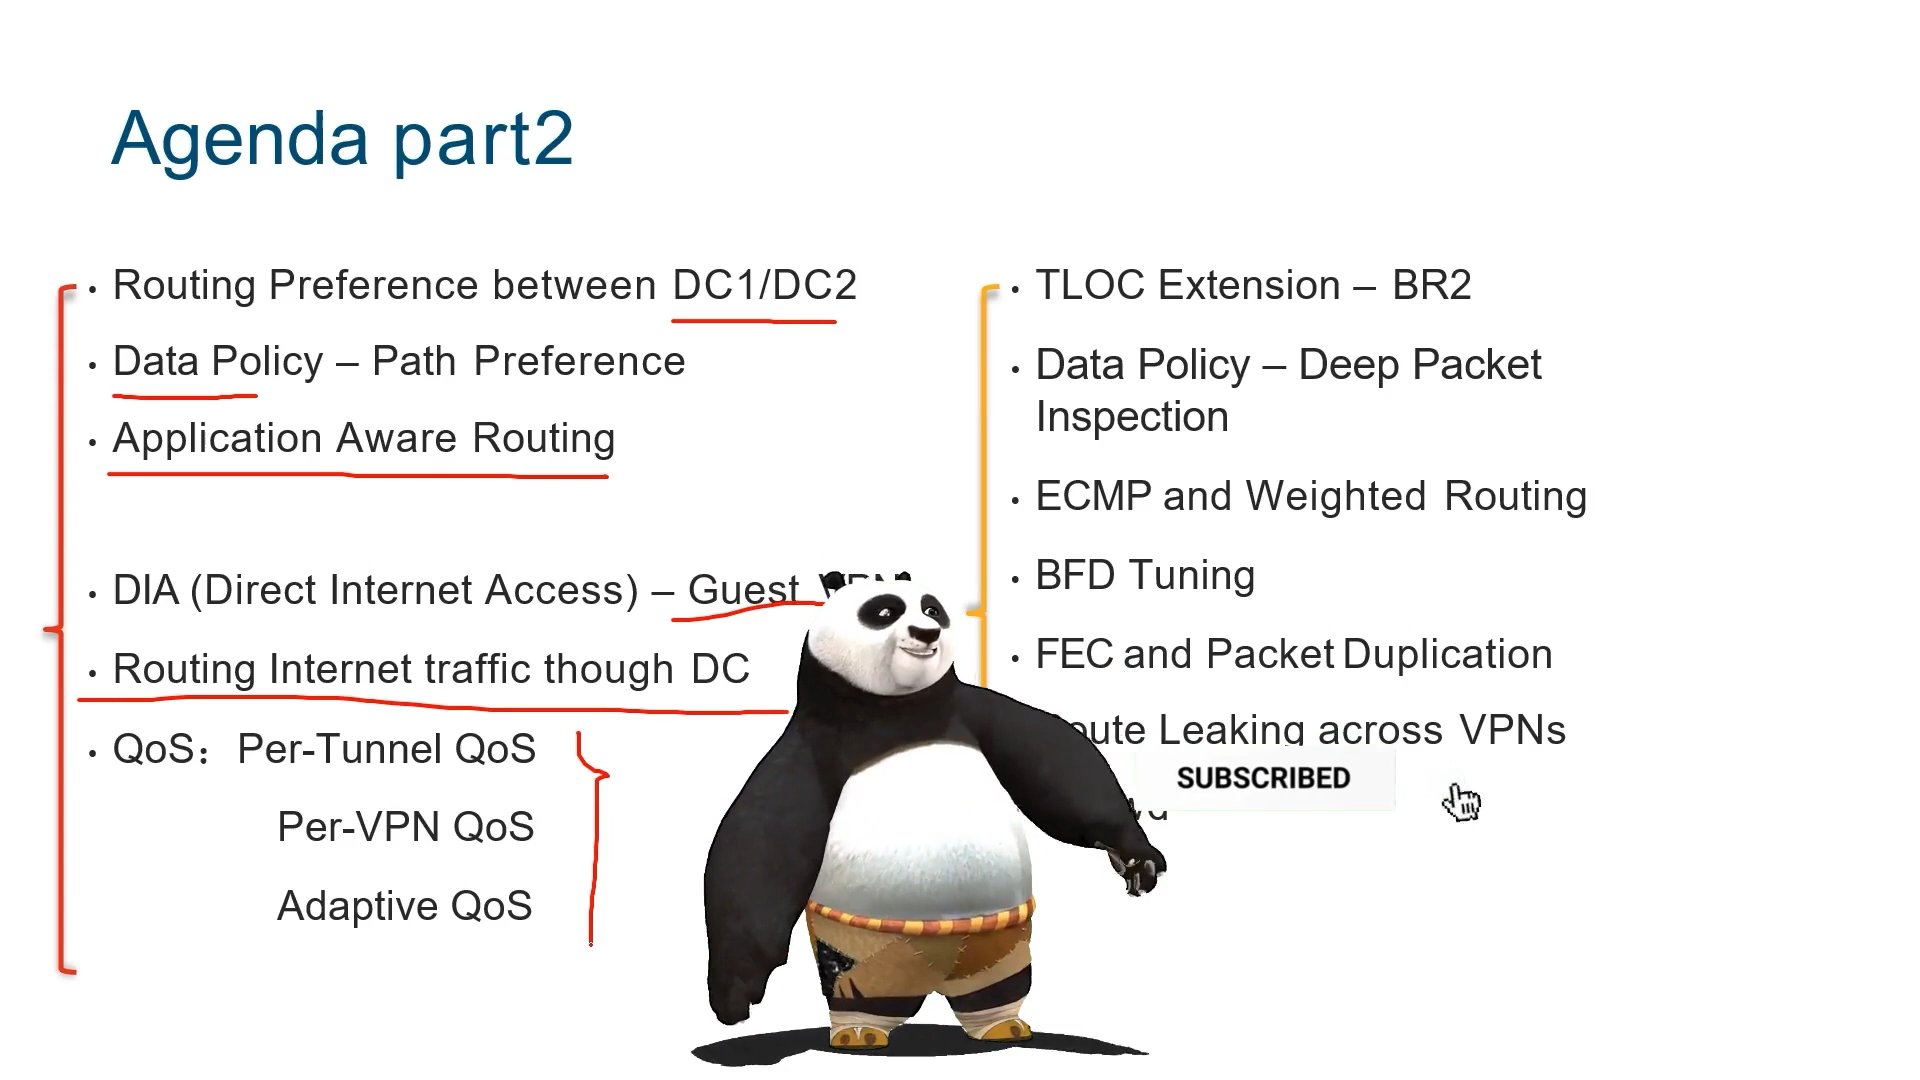 Agenda part2
• Routing Preference between DC1/DC2
• Data Policy – Path Preference
• Application Aware Routing
• DIA (Direct Internet Access) – Guest VPN
• Routing Internet traffic though DC
• QoS：Per-Tunnel QoS
Per-VPN QoS
Adaptive QoS
• TLOC Extension – BR2
• Data Policy – Deep Packet
Inspection
• ECMP and Weighted Routing
• BFD Tuning
• FEC and Packet Duplication
Leaking across VPNs
SUBSCRIBED